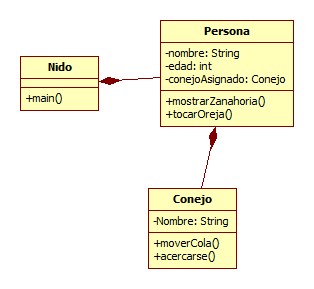 Nido
+main()
Persona
-nombre: String
-edad: int
-conejoAsignado: Conejo
+mostrarZanahoria()
+tocarOreja()
Conejo
-Nombre: String
+moverCola()
+acercarse()